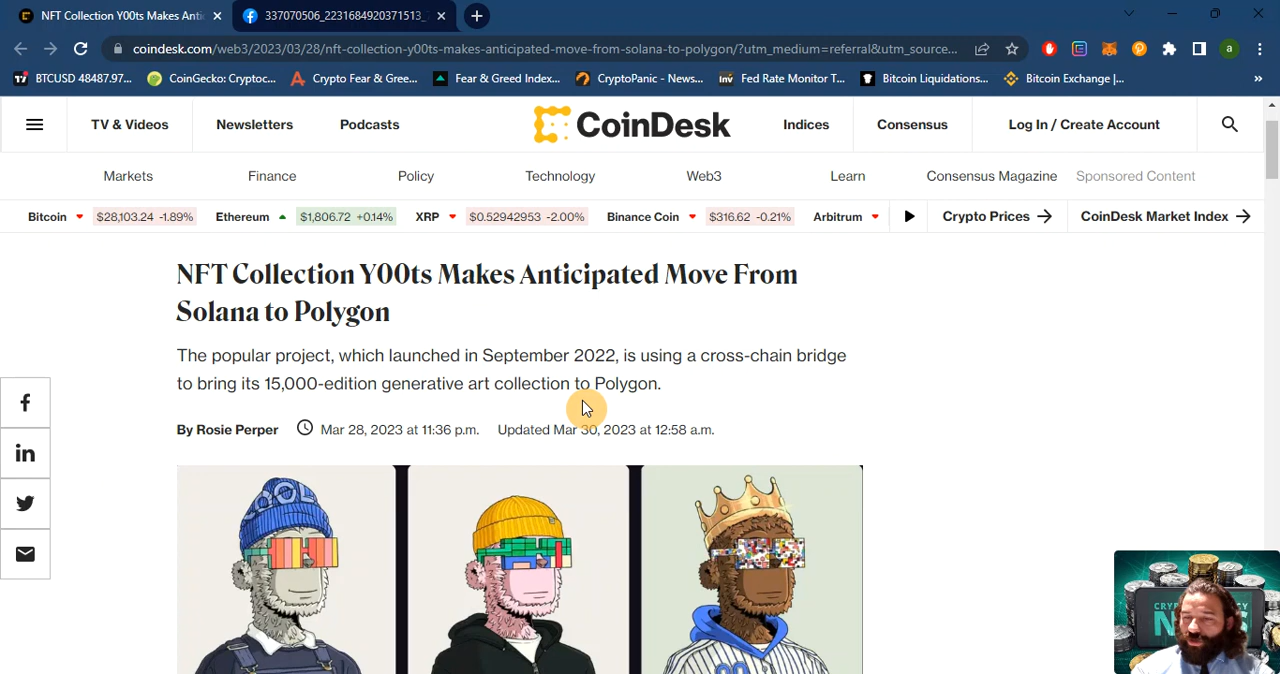 NFT Collection Y00ts Makes Anti
337070506_2231684920371513_
coindesk.com/web3/2023/03/28/nft-collection-y00ts-makes-anticipated-move-from-solana-to-polygon/?utm_medium=referral&utm_source...
a
BTCUSD 48487.97...
CoinGecko: Cryptoc...
Crypto Fear & Gree...
Fear & Greed Index...
CryptoPanic - News...
Fed Rate Monitor T...
Bitcoin Liquidations...
Bitcoin Exchange |...
TV & Videos
Newsletters
Podcasts
CoinDesk
Indices
Consensus
Log In / Create Account
Markets
Finance
Policy
Technology
Web3
Learn
Consensus Magazine
Sponsored Content
Bitcoin $28,103.24 -1.89%
Ethereum $1,806.72 +0.14%
XRP $0.52942953 -2.00%
Binance Coin $316.62 -0.21%
Arbitrum
Crypto Prices
CoinDesk Market Index
NFT Collection Y00ts Makes Anticipated Move From
Solana to Polygon
The popular project, which launched in September 2022, is using a cross-chain bridge
to bring its 15,000-edition generative art collection to Polygon.
By Rosie Perper Mar 28, 2023 at 11:36 p.m. Updated Mar 30, 2023 at 12:58 a.m.